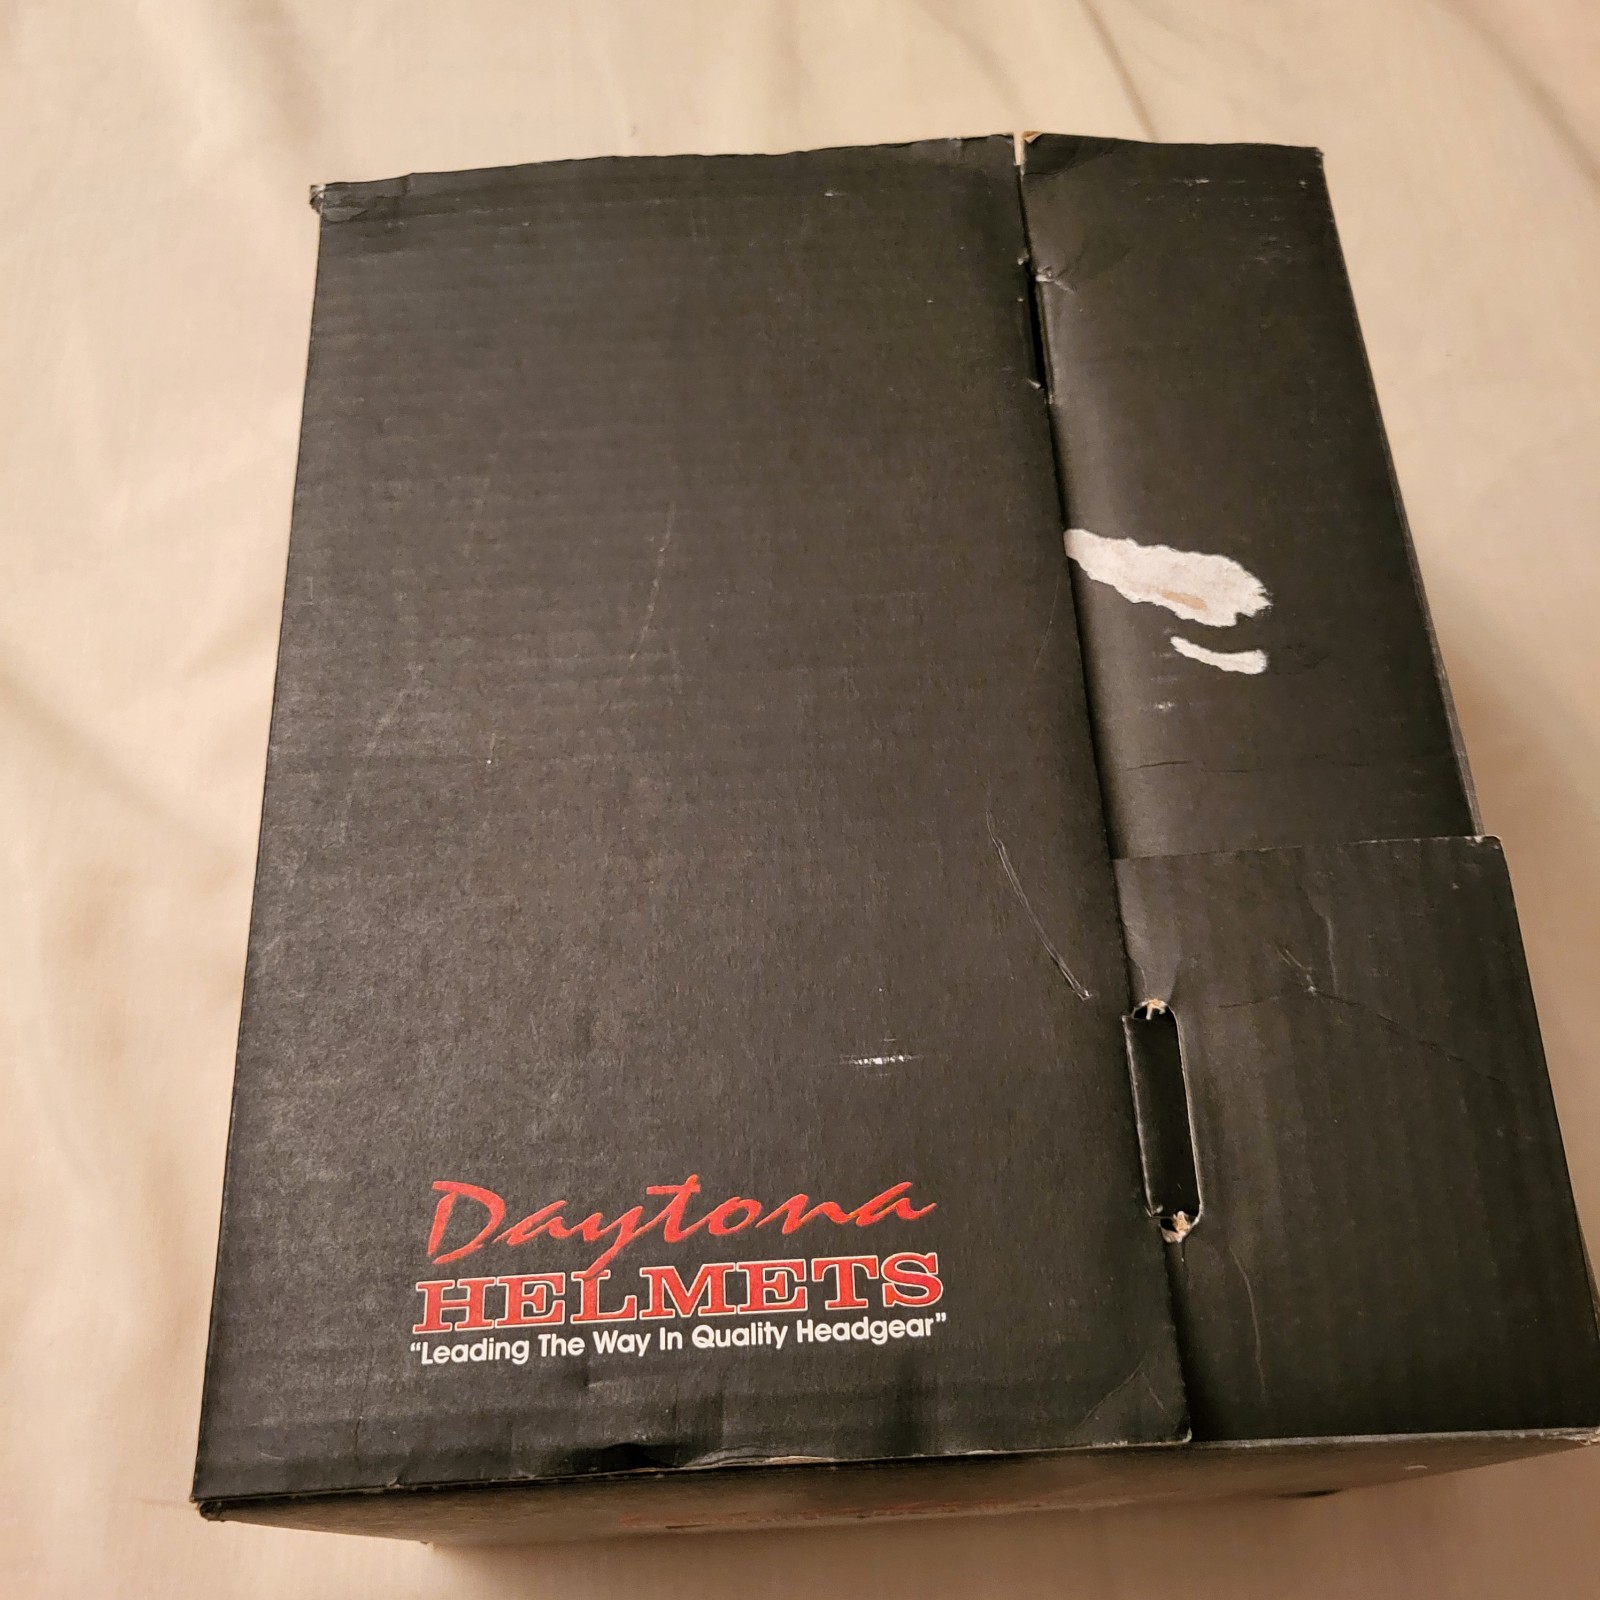 Daytona
HELMETS
“Leading The Way In Quality Headgear”